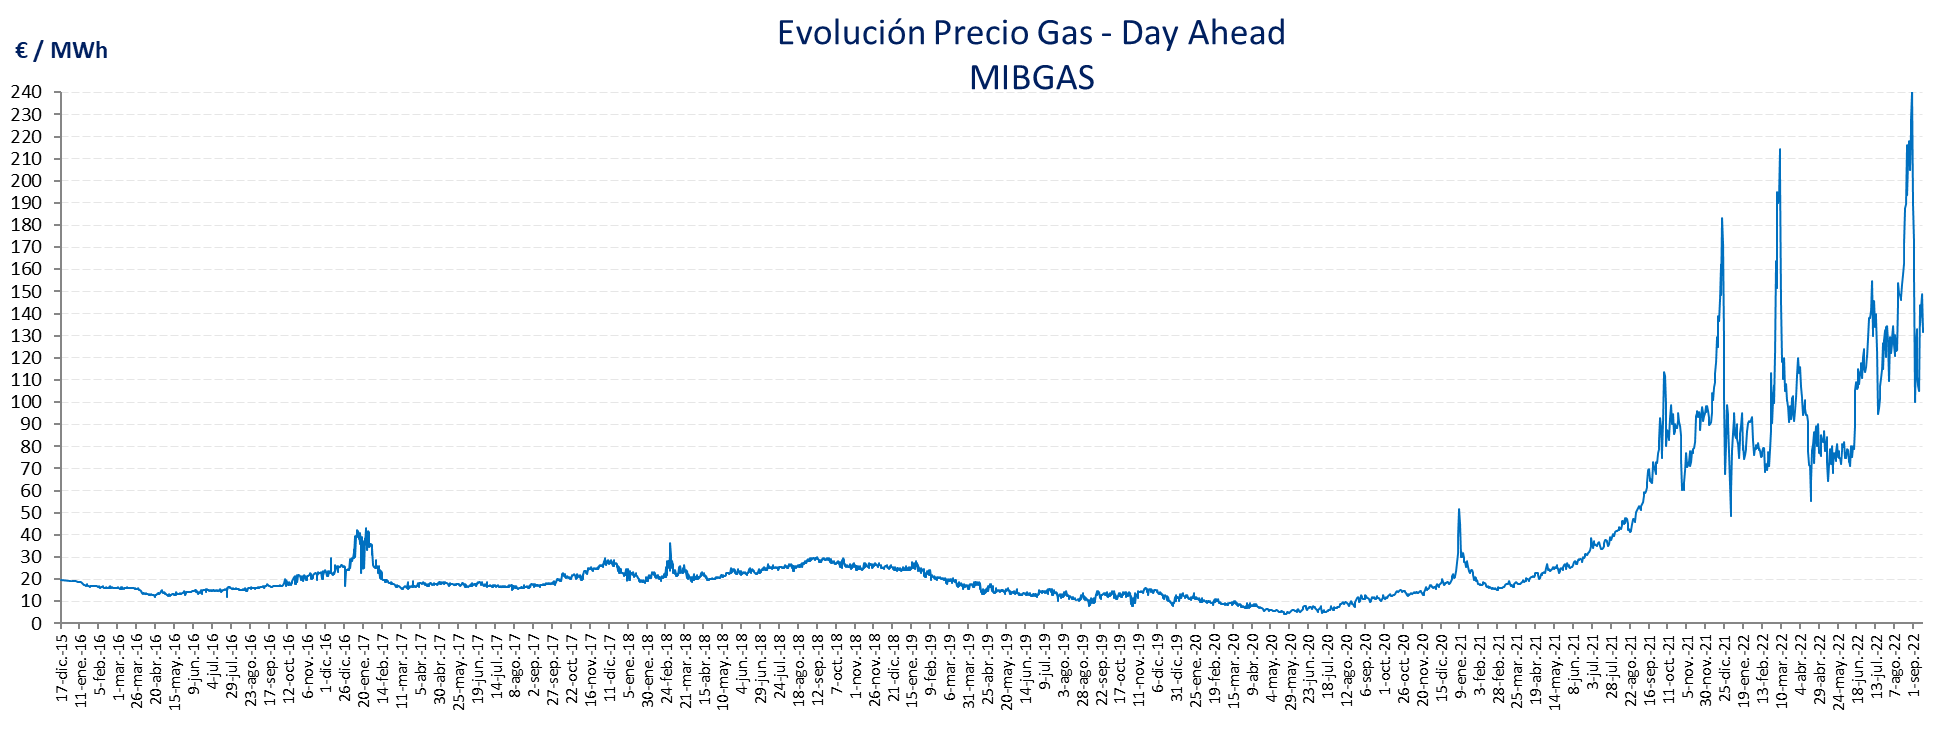 Evolución Precio Gas - Day Ahead
MIBGAS
€ / MWh
240
230
220
210
200
190
180
170
160
150
140
130
120
110
100
90
80
70
60
50
40
30
20
10
0
17-dic.-15
11-ene.-16
5-feb.-16
1-mar.-16
26-mar.-16
20-abr.-16
15-may.-16
9-jun.-16
4-jul.-16
29-jul.-16
23-ago.-16
17-sep.-16
12-oct.-16
6-nov.-16
1-dic.-16
26-dic.-16
20-ene.-17
14-feb.-17
11-mar.-17
5-abr.-17
30-abr.-17
25-may.-17
19-jun.-17
14-jul.-17
8-ago.-17
2-sep.-17
27-sep.-17
22-oct.-17
16-nov.-17
11-dic.-17
5-ene.-18
30-ene.-18
24-feb.-18
21-mar.-18
15-abr.-18
10-may.-18
4-jun.-18
29-jun.-18
24-jul.-18
18-ago.-18
12-sep.-18
7-oct.-18
1-nov.-18
26-nov.-18
21-dic.-18
15-ene.-19
9-feb.-19
6-mar.-19
31-mar.-19
25-abr.-19
20-may.-19
14-jun.-19
9-jul.-19
3-ago.-19
28-ago.-19
22-sep.-19
17-oct.-19
11-nov.-19
6-dic.-19
31-dic.-19
25-ene.-20
19-feb.-20
15-mar.-20
9-abr.-20
4-may.-20
29-may.-20
23-jun.-20
18-jul.-20
12-ago.-20
6-sep.-20
1-oct.-20
26-oct.-20
20-nov.-20
15-dic.-20
9-ene.-21
3-feb.-21
28-feb.-21
25-mar.-21
19-abr.-21
14-may.-21
8-jun.-21
3-jul.-21
28-jul.-21
22-ago.-21
16-sep.-21
11-oct.-21
5-nov.-21
30-nov.-21
25-dic.-21
19-ene.-22
13-feb.-22
10-mar.-22
4-abr.-22
29-abr.-22
24-may.-22
18-jun.-22
13-jul.-22
7-ago.-22
1-sep.-22